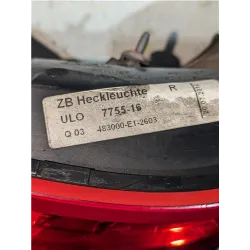 ZB Heckleuchte R
ULO 7755-16
Q 03 483000-E1-2603